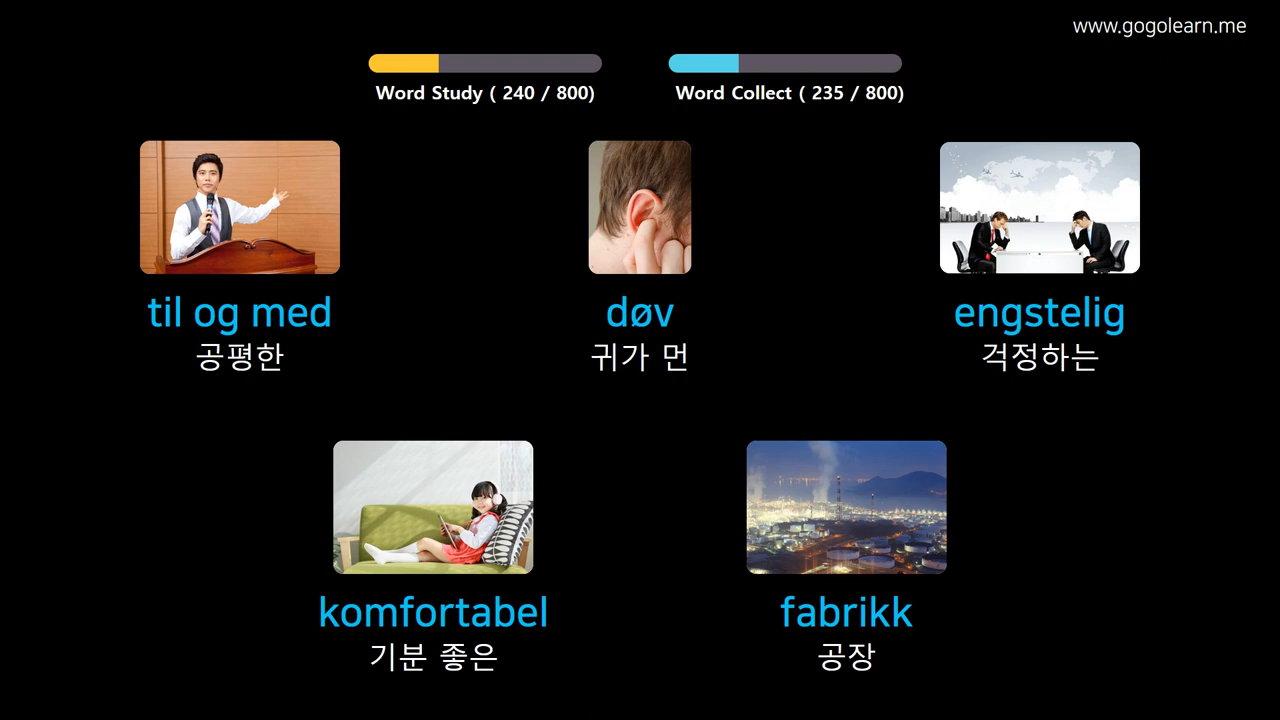 www.gogolearn.me
Word Study ( 240 / 800)
Word Collect ( 235 / 800)
til og med
공평한
døv
귀가 먼
engstelig
걱정하는
komfortabel
기분 좋은
fabrikk
공장